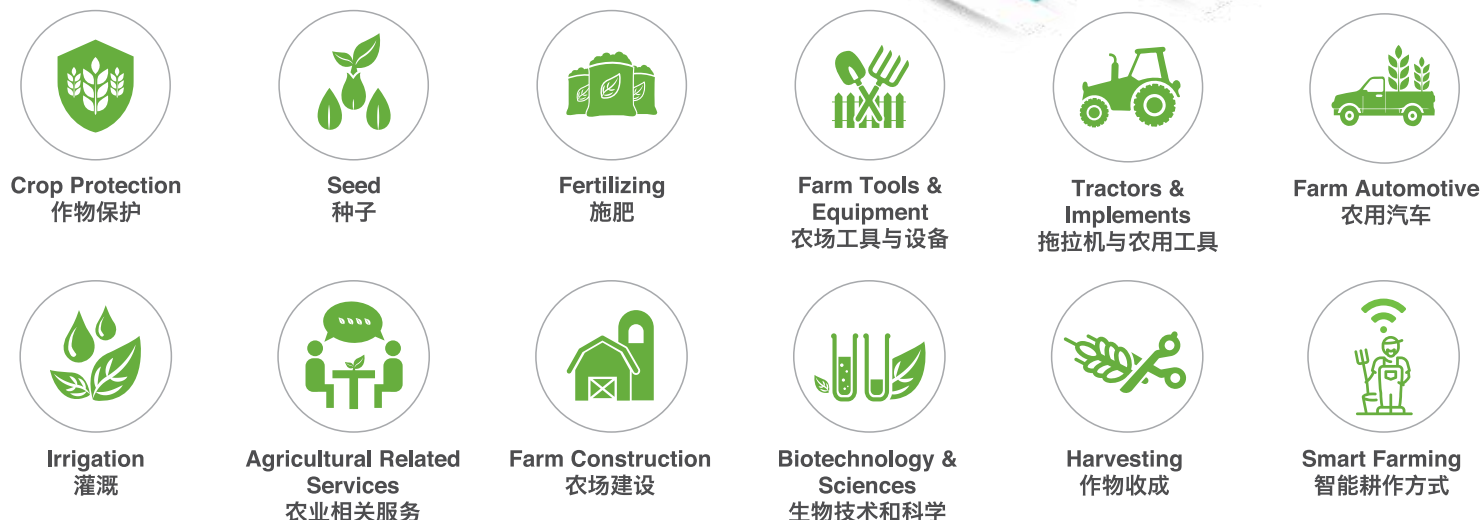 Crop Protection
作物保护
Seed
种子
Fertilizing
施肥
Farm Tools &
Equipment
农场工具与设备
Tractors &
Implements
拖拉机与农用工具
Farm Automotive
农用汽车
Irrigation
灌溉
Agricultural Related
Services
农业相关服务
Farm Construction
农场建设
Biotechnology &
Sciences
生物技术和科学
Harvesting
作物收成
Smart Farming
智能耕作方式